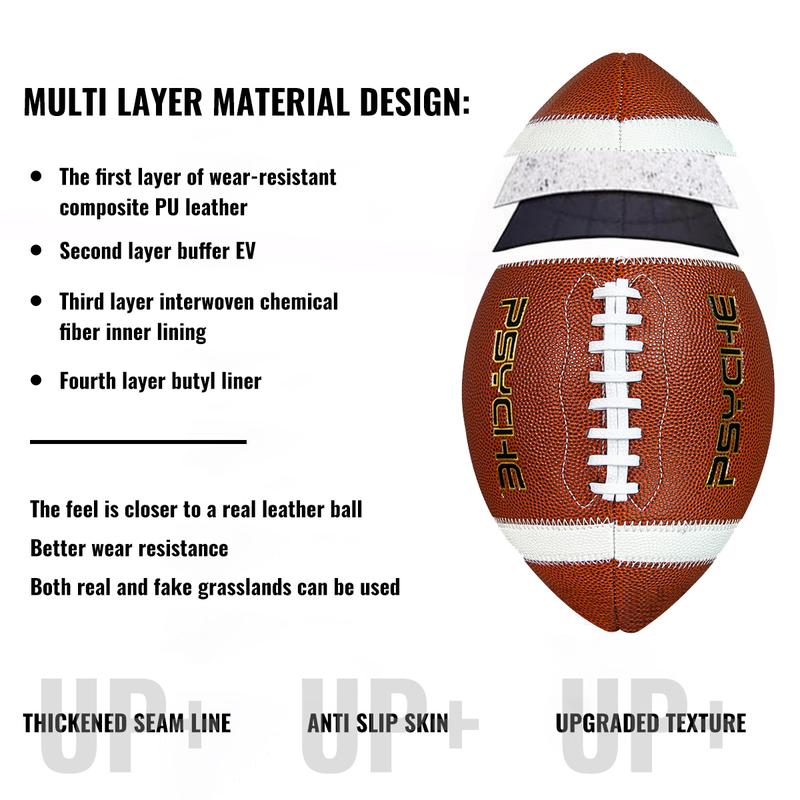 MULTI LAYER MATERIAL DESIGN:
• The first layer of wear-resistant
composite PU leather
• Second layer buffer EV
• Third layer interwoven chemical
fiber inner lining
• Fourth layer butyl liner
The feel is closer to a real leather ball
Better wear resistance
Both real and fake grasslands can be used
PSYCHE
PSYCHE
UP+
THICKENED SEAM LINE
UP+
ANTI SLIP SKIN
UP+
UPGRADED TEXTURE